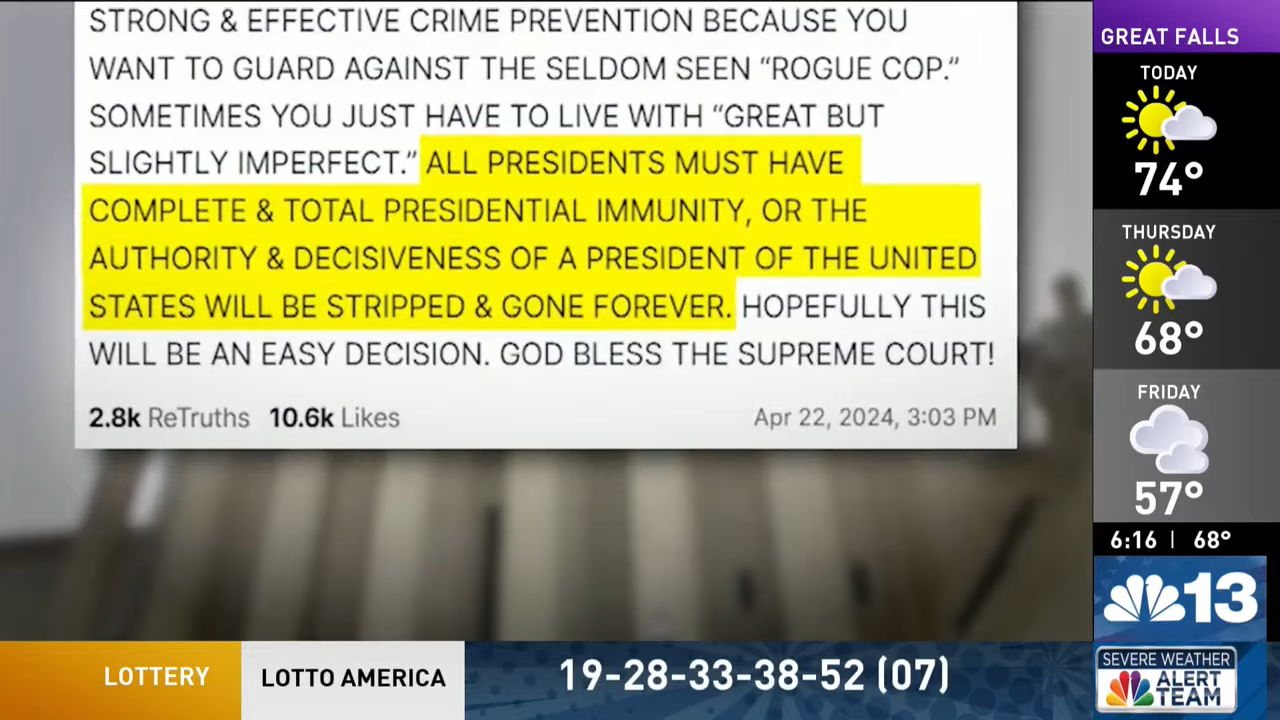 STRONG & EFFECTIVE CRIME PREVENTION BECAUSE YOU
WANT TO GUARD AGAINST THE SELDOM SEEN “ROGUE COP.”
SOMETIMES YOU JUST HAVE TO LIVE WITH “GREAT BUT
SLIGHTLY IMPERFECT.” ALL PRESIDENTS MUST HAVE
COMPLETE & TOTAL PRESIDENTIAL IMMUNITY, OR THE
AUTHORITY & DECISIVENESS OF A PRESIDENT OF THE UNITED
STATES WILL BE STRIPPED & GONE FOREVER. HOPEFULLY THIS
WILL BE AN EASY DECISION. GOD BLESS THE SUPREME COURT!
2.8k ReTruths 10.6k Likes Apr 22, 2024, 3:03 PM
GREAT FALLS
TODAY
74°
THURSDAY
68°
FRIDAY
57°
6:16 | 68°
13
SEVERE WEATHER
ALERT
TEAM
LOTTERY LOTTO AMERICA 19-28-33-38-52 (07)